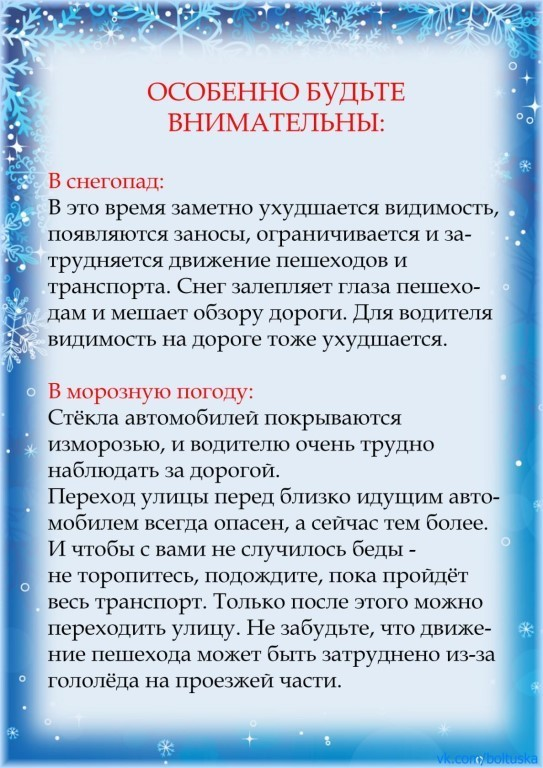 ОСОБЕННО БУДЬТЕ
ВНИМАТЕЛЬНЫ:
В снегопад:
В это время заметно ухудшается видимость,
появляются заносы, ограничивается и за-
трудняется движение пешеходов и
транспорта. Снег залепляет глаза пешехо-
дам и мешает обзору дороги. Для водителя
видимость на дороге тоже ухудшается.
В морозную погоду:
Стёкла автомобилей покрываются
изморозью, и водителю очень трудно
наблюдать за дорогой.
Переход улицы перед близко идущим авто-
мобилем всегда опасен, а сейчас тем более.
И чтобы с вами не случилось беды -
не торопитесь, подождите, пока пройдёт
весь транспорт. Только после этого можно
переходить улицу. Не забудьте, что движе-
ние пешехода может быть затруднено из-за
гололёда на проезжей части.
vk.com/boltuska